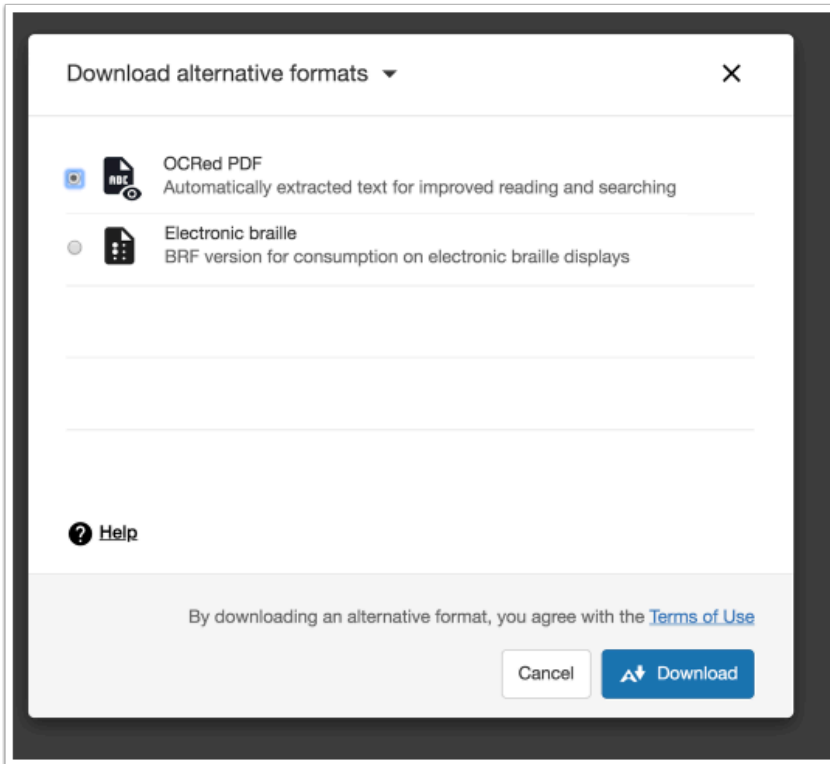 Download alternative formats
OCRed PDF
Automatically extracted text for improved reading and searching
Electronic braille
BRF version for consumption on electronic braille displays
Help
By downloading an alternative format, you agree with the Terms of Use
Cancel
Download